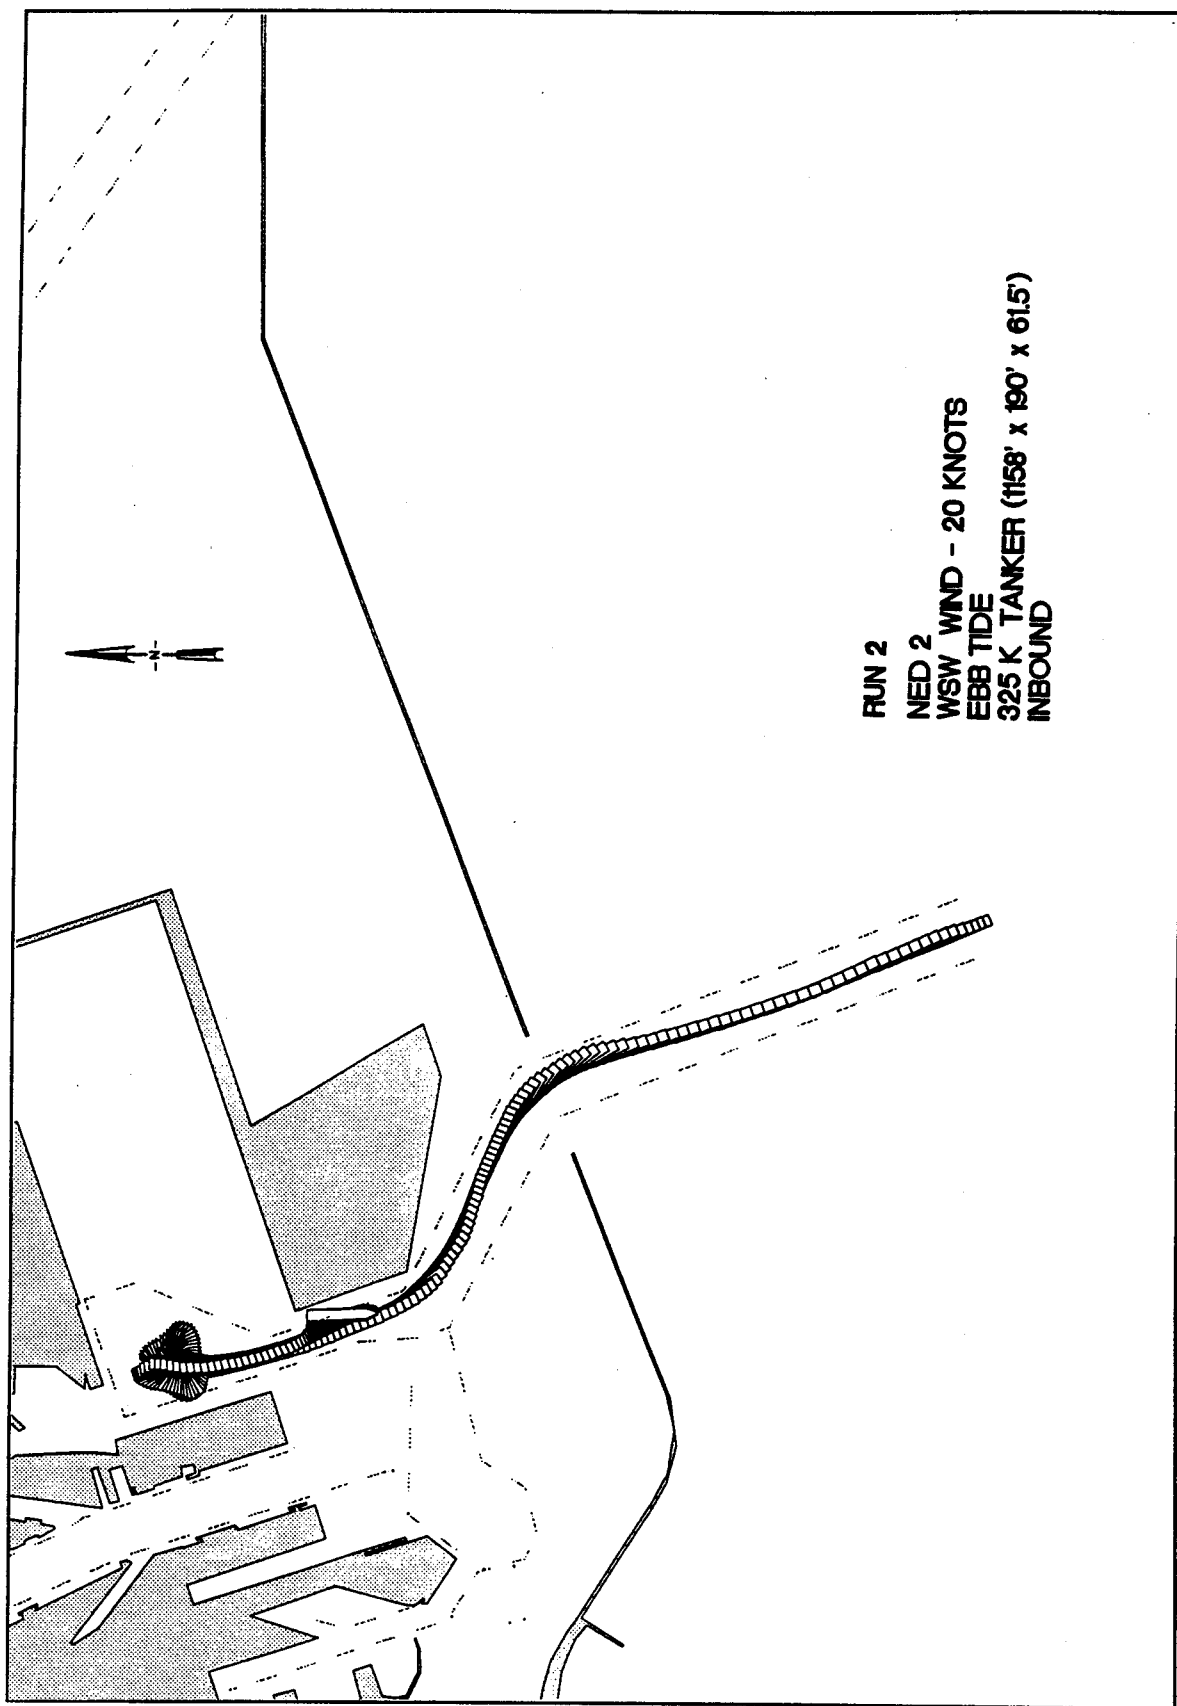 N
RUN 2
NED 2
WSW WIND - 20 KNOTS
EBB TIDE
325 K TANKER (1158' x 190' x 61.5')
INBOUND